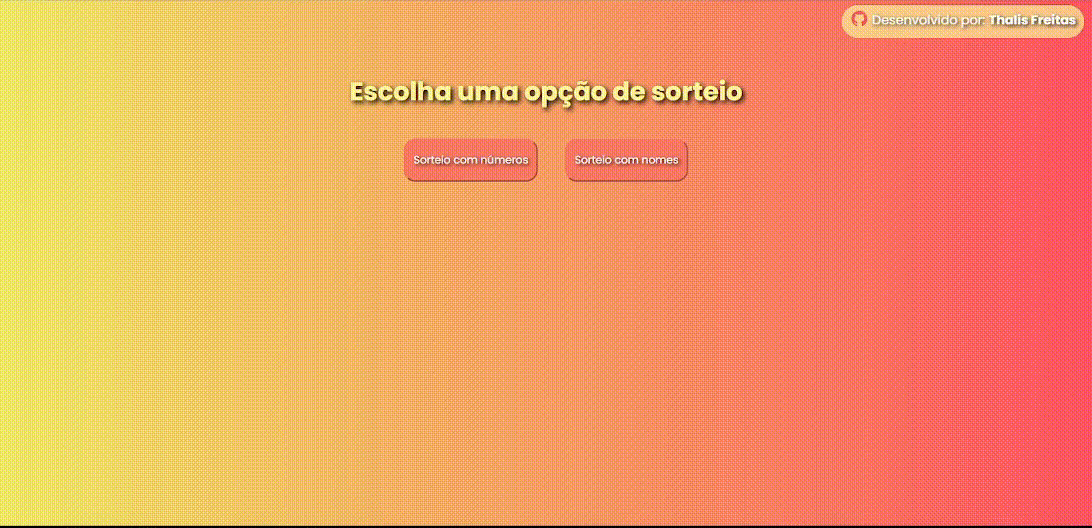 Desenvolvido por: Thalis Freitas
Escolha uma opção de sorteio
Sorteio com números
Sorteio com nomes